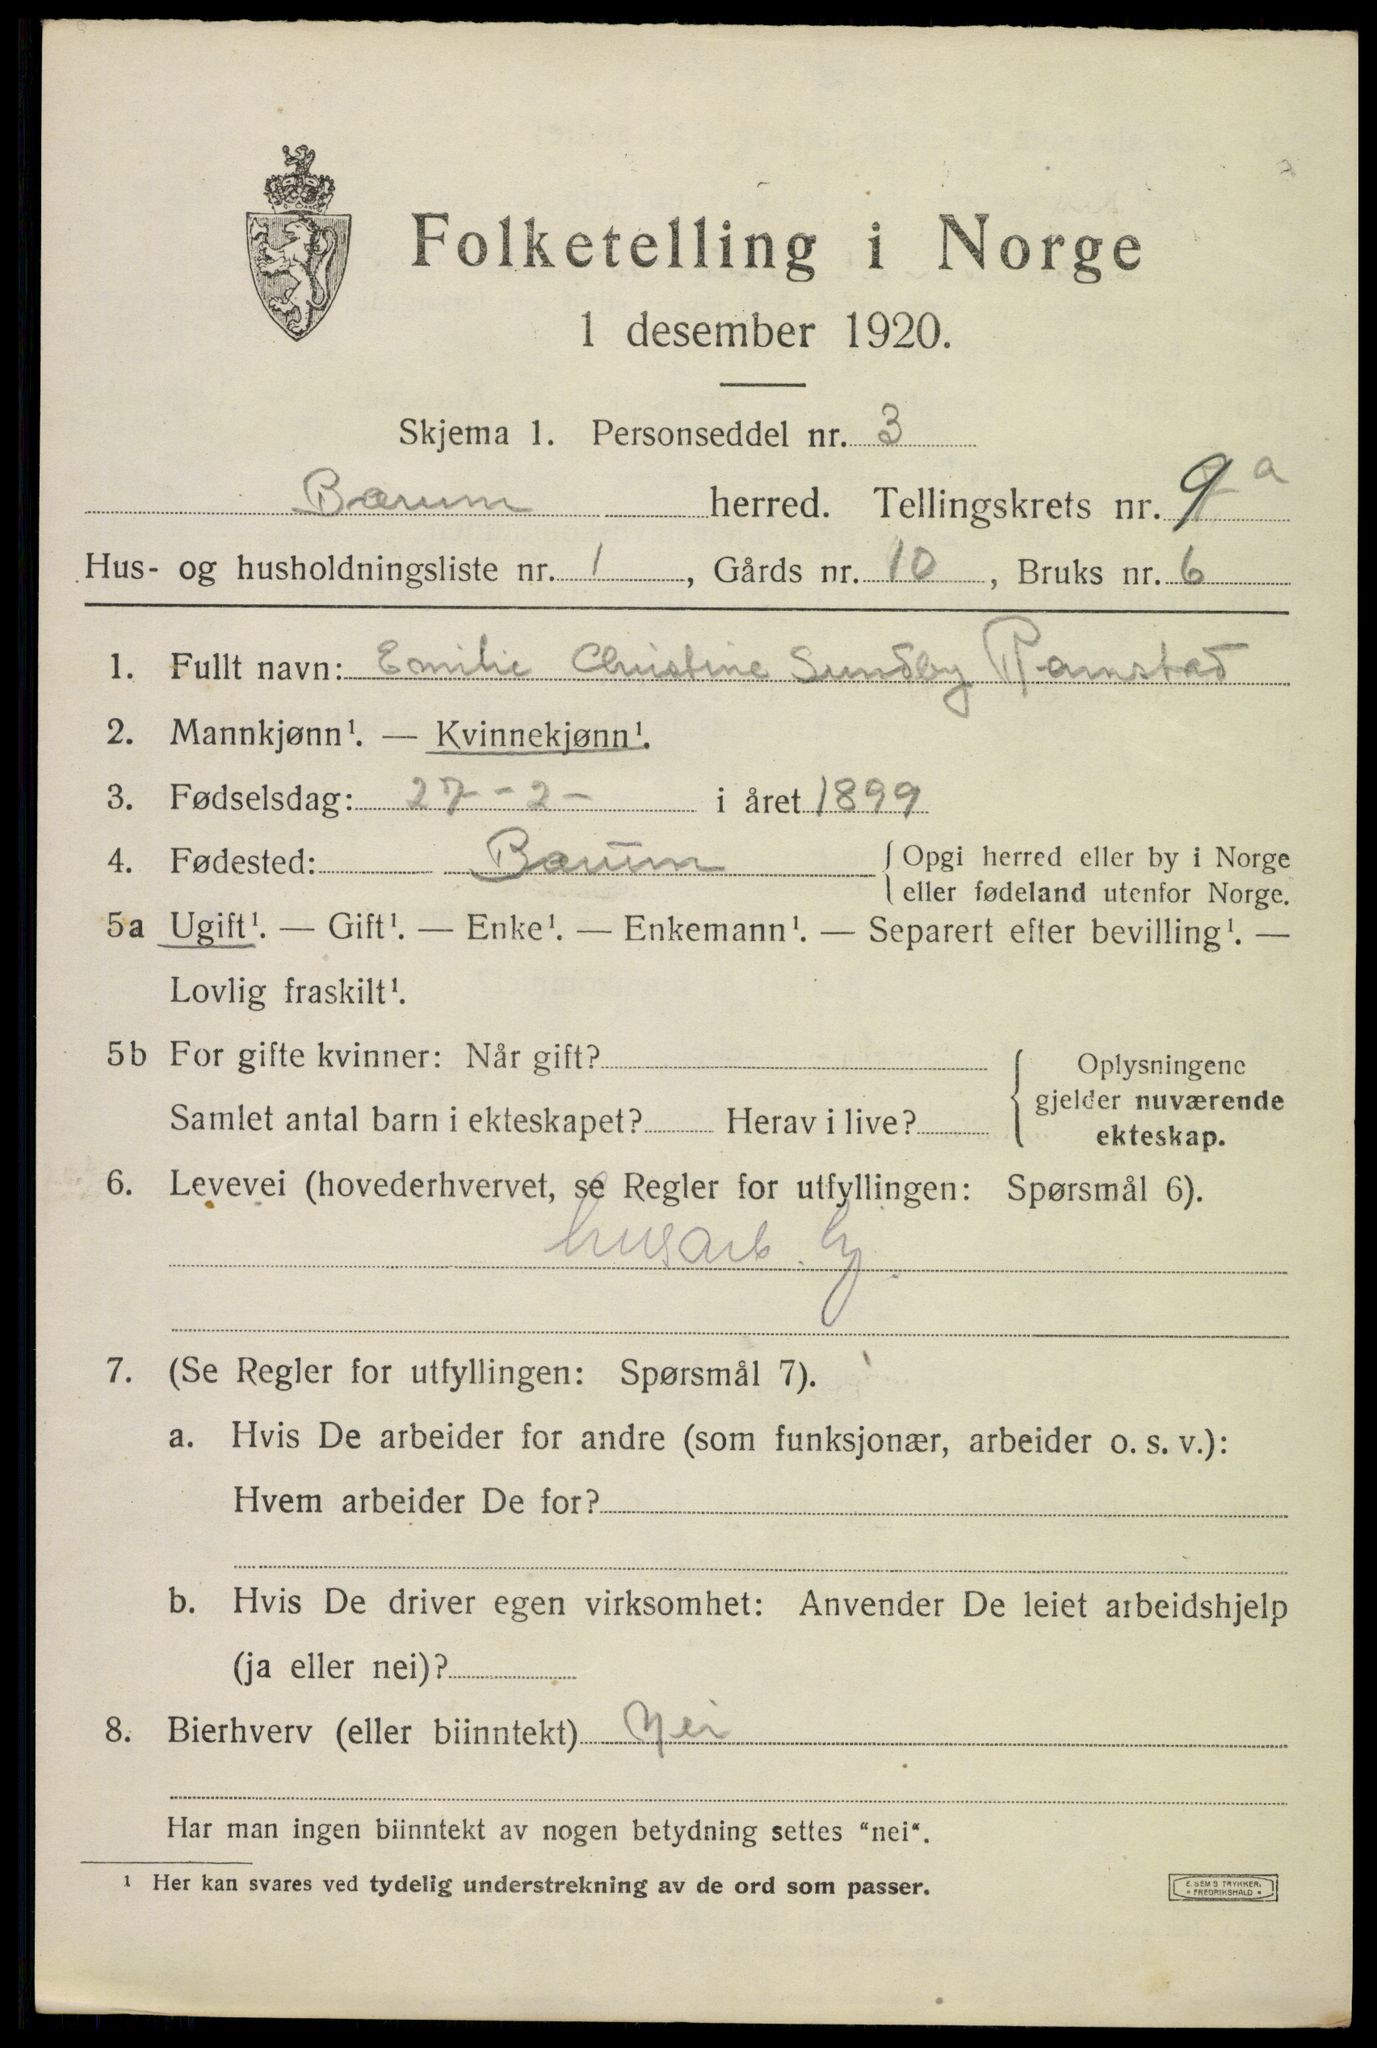 Folketelling i Norge
1 desember 1920.
Skjema 1. Personseddel nr. 3
Bærum herred. Tellingskrets nr. 9 a
Hus- og husholdningsliste nr. 1, Gårds nr. 10, Bruks nr. 6
1. Fullt navn: Emilie Christine Sundby Ramstad
2. Mannkjønn¹. — Kvinnekjønn¹.
3. Fødselsdag: 27 - 2 - i året 1899
4. Fødested: Bærum { Opgi herred eller by i Norge
eller fødeland utenfor Norge.
5a Ugift¹. — Gift¹. — Enke¹. — Enkemann¹. — Separert efter bevilling¹. —
Lovlig fraskilt¹.
5b For gifte kvinner: Når gift?
Samlet antal barn i ekteskapet? Herav i live?
Oplysningene
gjelder nuværende
ekteskap.
6. Levevei (hovederhvervet, se Regler for utfyllingen: Spørsmål 6).
husarb.
7. (Se Regler for utfyllingen: Spørsmål 7).
a. Hvis De arbeider for andre (som funksjonær, arbeider o. s. v.):
Hvem arbeider De for?
b. Hvis De driver egen virksomhet: Anvender De leiet arbeidshjelp
(ja eller nei)?
8. Bierhverv (eller biinntekt) Nei
Har man ingen biinntekt av nogen betydning settes “nei“.
¹ Her kan svares ved tydelig understrekning av de ord som passer.
E. SEM'S TRYKKERI
FREDRIKSHALD